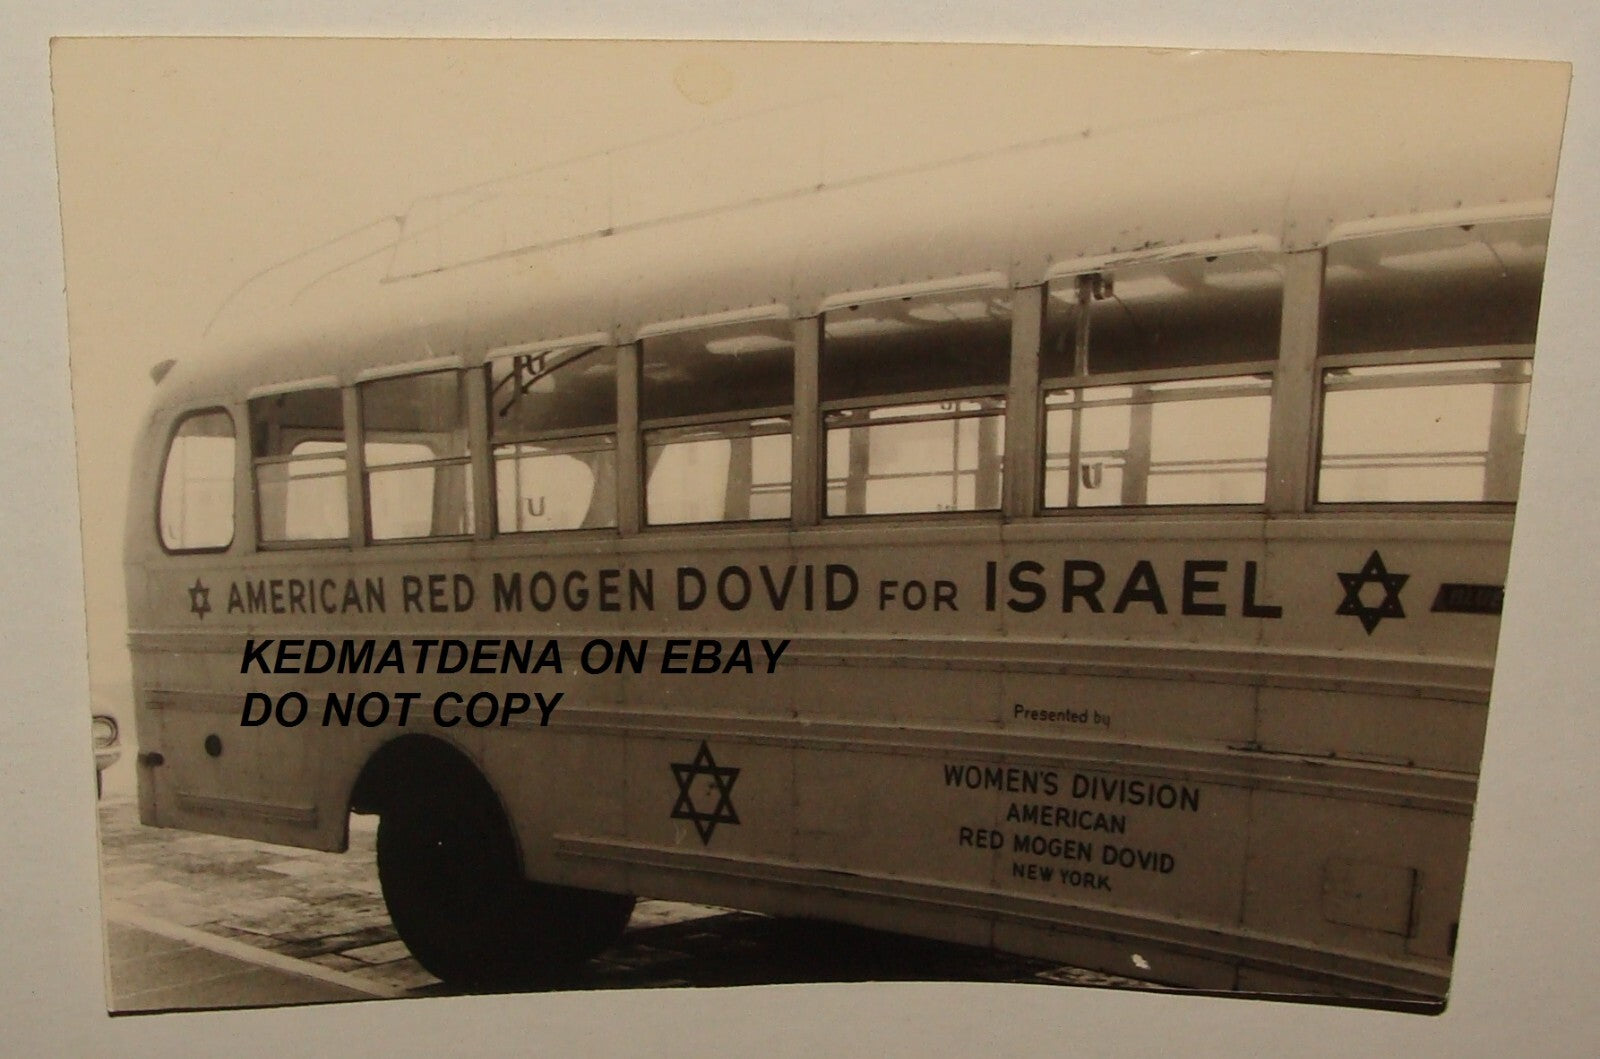 AMERICAN RED MOGEN DOVID FOR ISRAEL
KEDMATDENA ON EBAY
DO NOT COPY
Presented by
WOMEN'S DIVISION
AMERICAN
RED MOGEN DOVID
NEW YORK